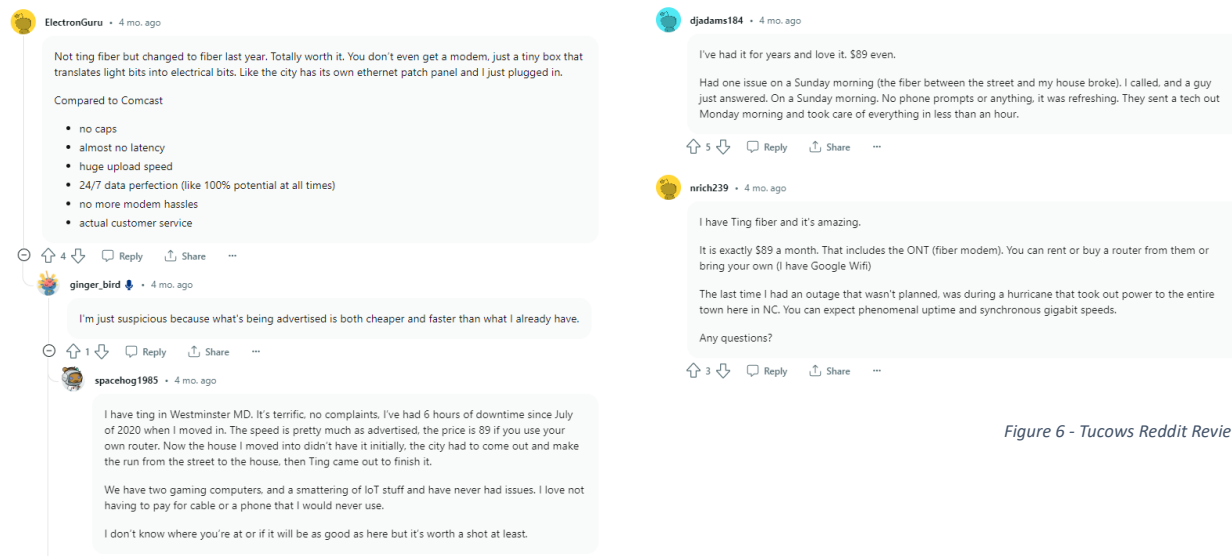 ElectronGuru • 4 mo. ago
Not ting fiber but changed to fiber last year. Totally worth it. You don't even get a modem, just a tiny box that
translates light bits into electrical bits. Like the city has its own ethernet patch panel and I just plugged in.
Compared to Comcast
• no caps
• almost no latency
• huge upload speed
• 24/7 data perfection (like 100% potential at all times)
• no more modem hassles
• actual customer service
4 Reply Share ...
ginger_bird • 4 mo. ago
I'm just suspicious because what's being advertised is both cheaper and faster than what I already have.
1 Reply Share ...
spacehog1985 • 4 mo. ago
I have ting in Westminster MD. It's terrific, no complaints, I've had 6 hours of downtime since July
of 2020 when I moved in. The speed is pretty much as advertised, the price is 89 if you use your
own router. Now the house I moved into didn't have it initially, the city had to come out and make
the run from the street to the house, then Ting came out to finish it.
We have two gaming computers, and a smattering of IoT stuff and have never had issues. I love not
having to pay for cable or a phone that I would never use.
I don't know where you're at or if it will be as good as here but it's worth a shot at least.
djadams184 • 4 mo. ago
I've had it for years and love it. $89 even.
Had one issue on a Sunday morning (the fiber between the street and my house broke). I called, and a guy
just answered. On a Sunday morning. No phone prompts or anything, it was refreshing. They sent a tech out
Monday morning and took care of everything in less than an hour.
5 Reply Share ...
nrich239 • 4 mo. ago
I have Ting fiber and it's amazing.
It is exactly $89 a month. That includes the ONT (fiber modem). You can rent or buy a router from them or
bring your own (I have Google Wifi)
The last time I had an outage that wasn't planned, was during a hurricane that took out power to the entire
town here in NC. You can expect phenomenal uptime and synchronous gigabit speeds.
Any questions?
3 Reply Share ...
Figure 6 - Tucows Reddit Revie